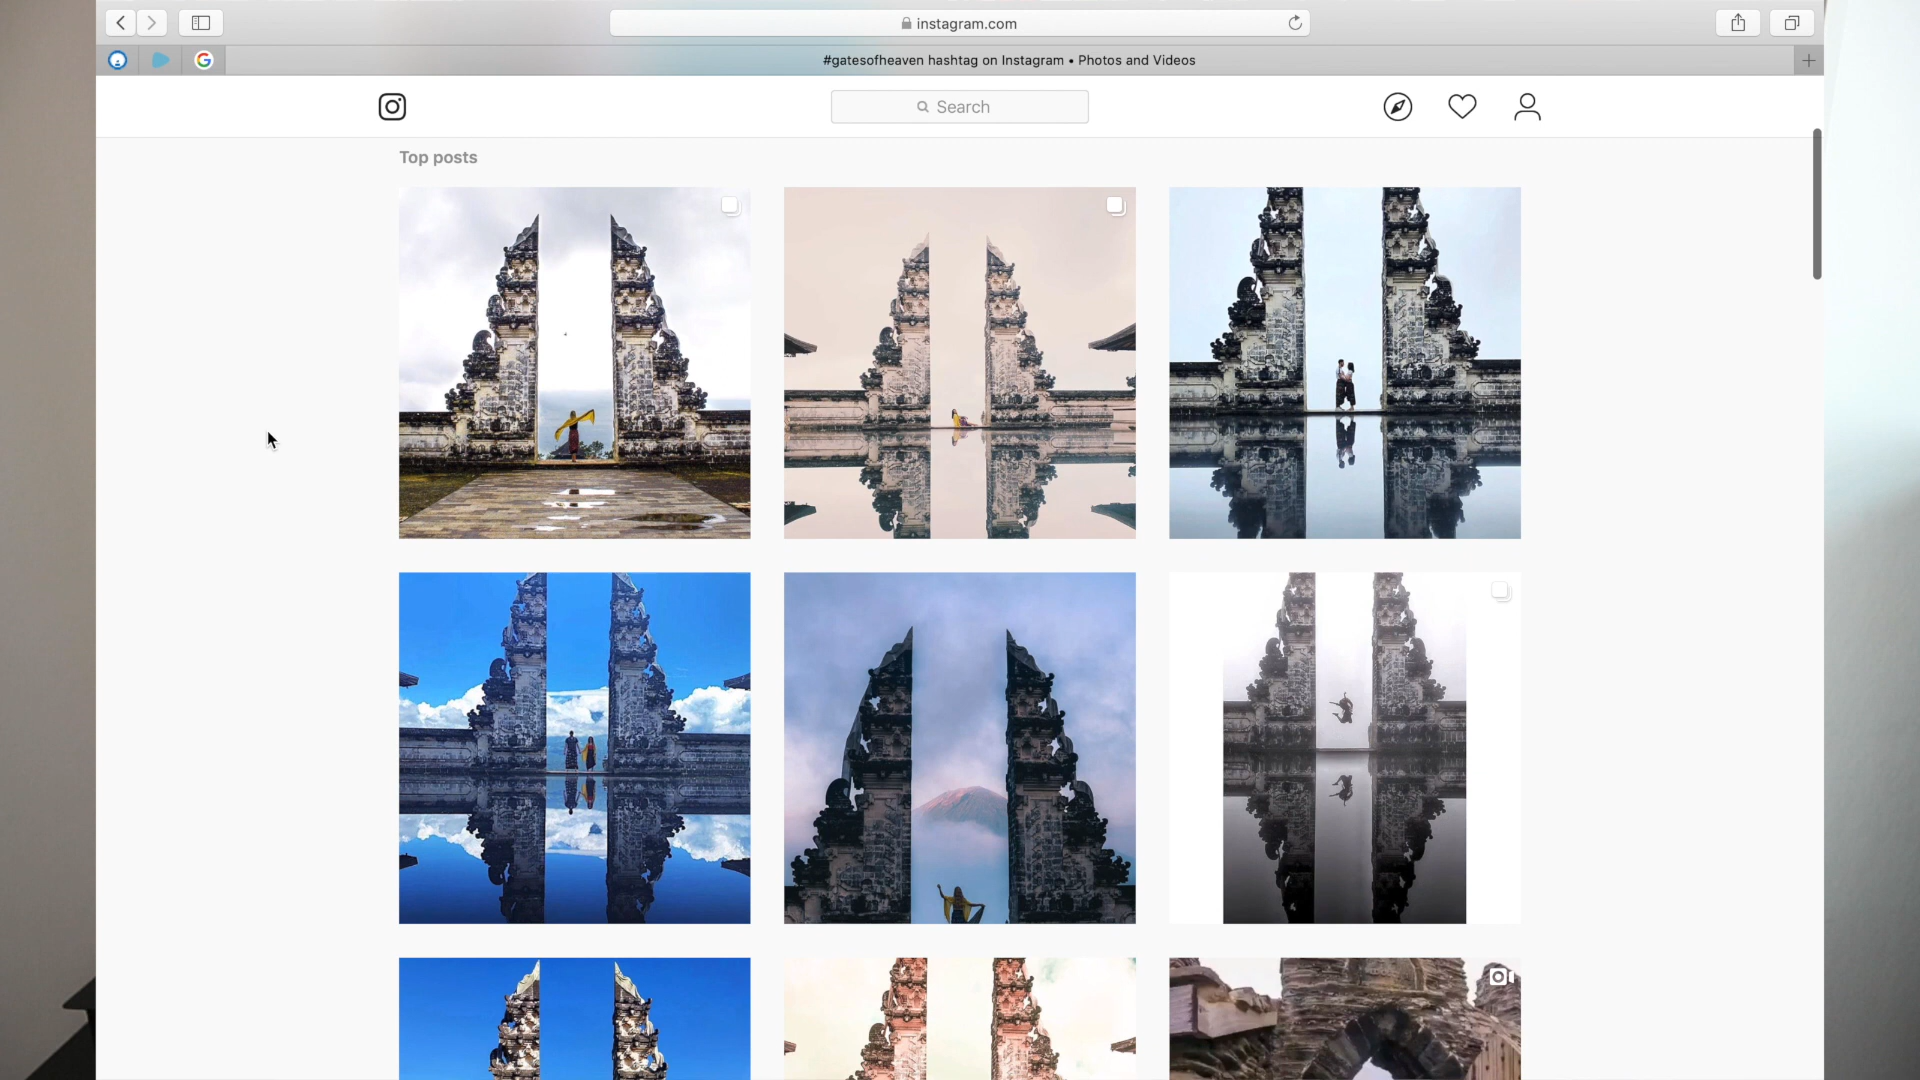 instagram.com
#gatesofheaven hashtag on Instagram • Photos and Videos
Search
Top posts